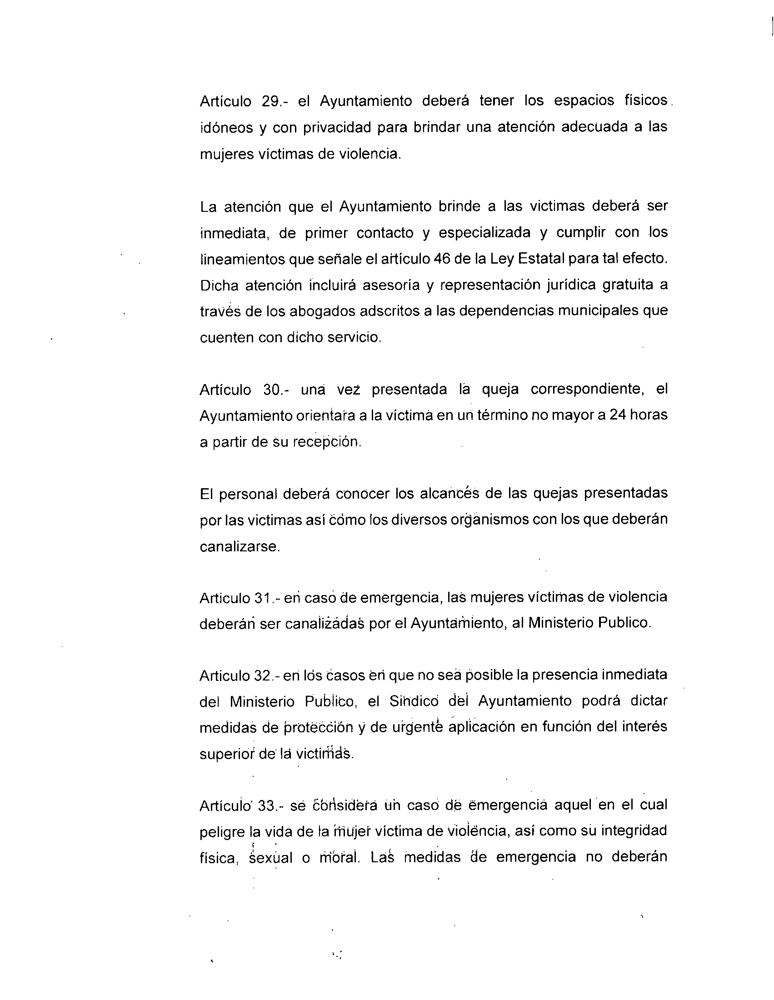 Artículo 29.- el Ayuntamiento deberá tener los espacios físicos
idóneos y con privacidad para brindar una atención adecuada a las
mujeres víctimas de violencia.
La atención que el Ayuntamiento brinde a las victimas deberá ser
inmediata, de primer contacto y especializada y cumplir con los
lineamientos que señale el artículo 46 de la Ley Estatal para tal efecto.
Dicha atención incluirá asesoría y representación jurídica gratuita a
través de los abogados adscritos a las dependencias municipales que
cuenten con dicho servicio.
Artículo 30.- una vez presentada la queja correspondiente, el
Ayuntamiento orientara a la víctima en un término no mayor a 24 horas
a partir de su recepción.
El personal deberá conocer los alcances de las quejas presentadas
por las victimas así como los diversos organismos con los que deberán
canalizarse.
Articulo 31.- en caso de emergencia, las mujeres víctimas de violencia
deberán ser canalizadas por el Ayuntamiento, al Ministerio Publico.
Articulo 32.- en los casos en que no sea posible la presencia inmediata
del Ministerio Publico, el Sindico del Ayuntamiento podrá dictar
medidas de protección y de urgente aplicación en función del interés
superior de la victimas.
Artículo 33.- se considera un caso de emergencia aquel en el cual
peligre la vida de la mujer víctima de violencia, así como su integridad
física, sexual o moral. Las medidas de emergencia no deberán